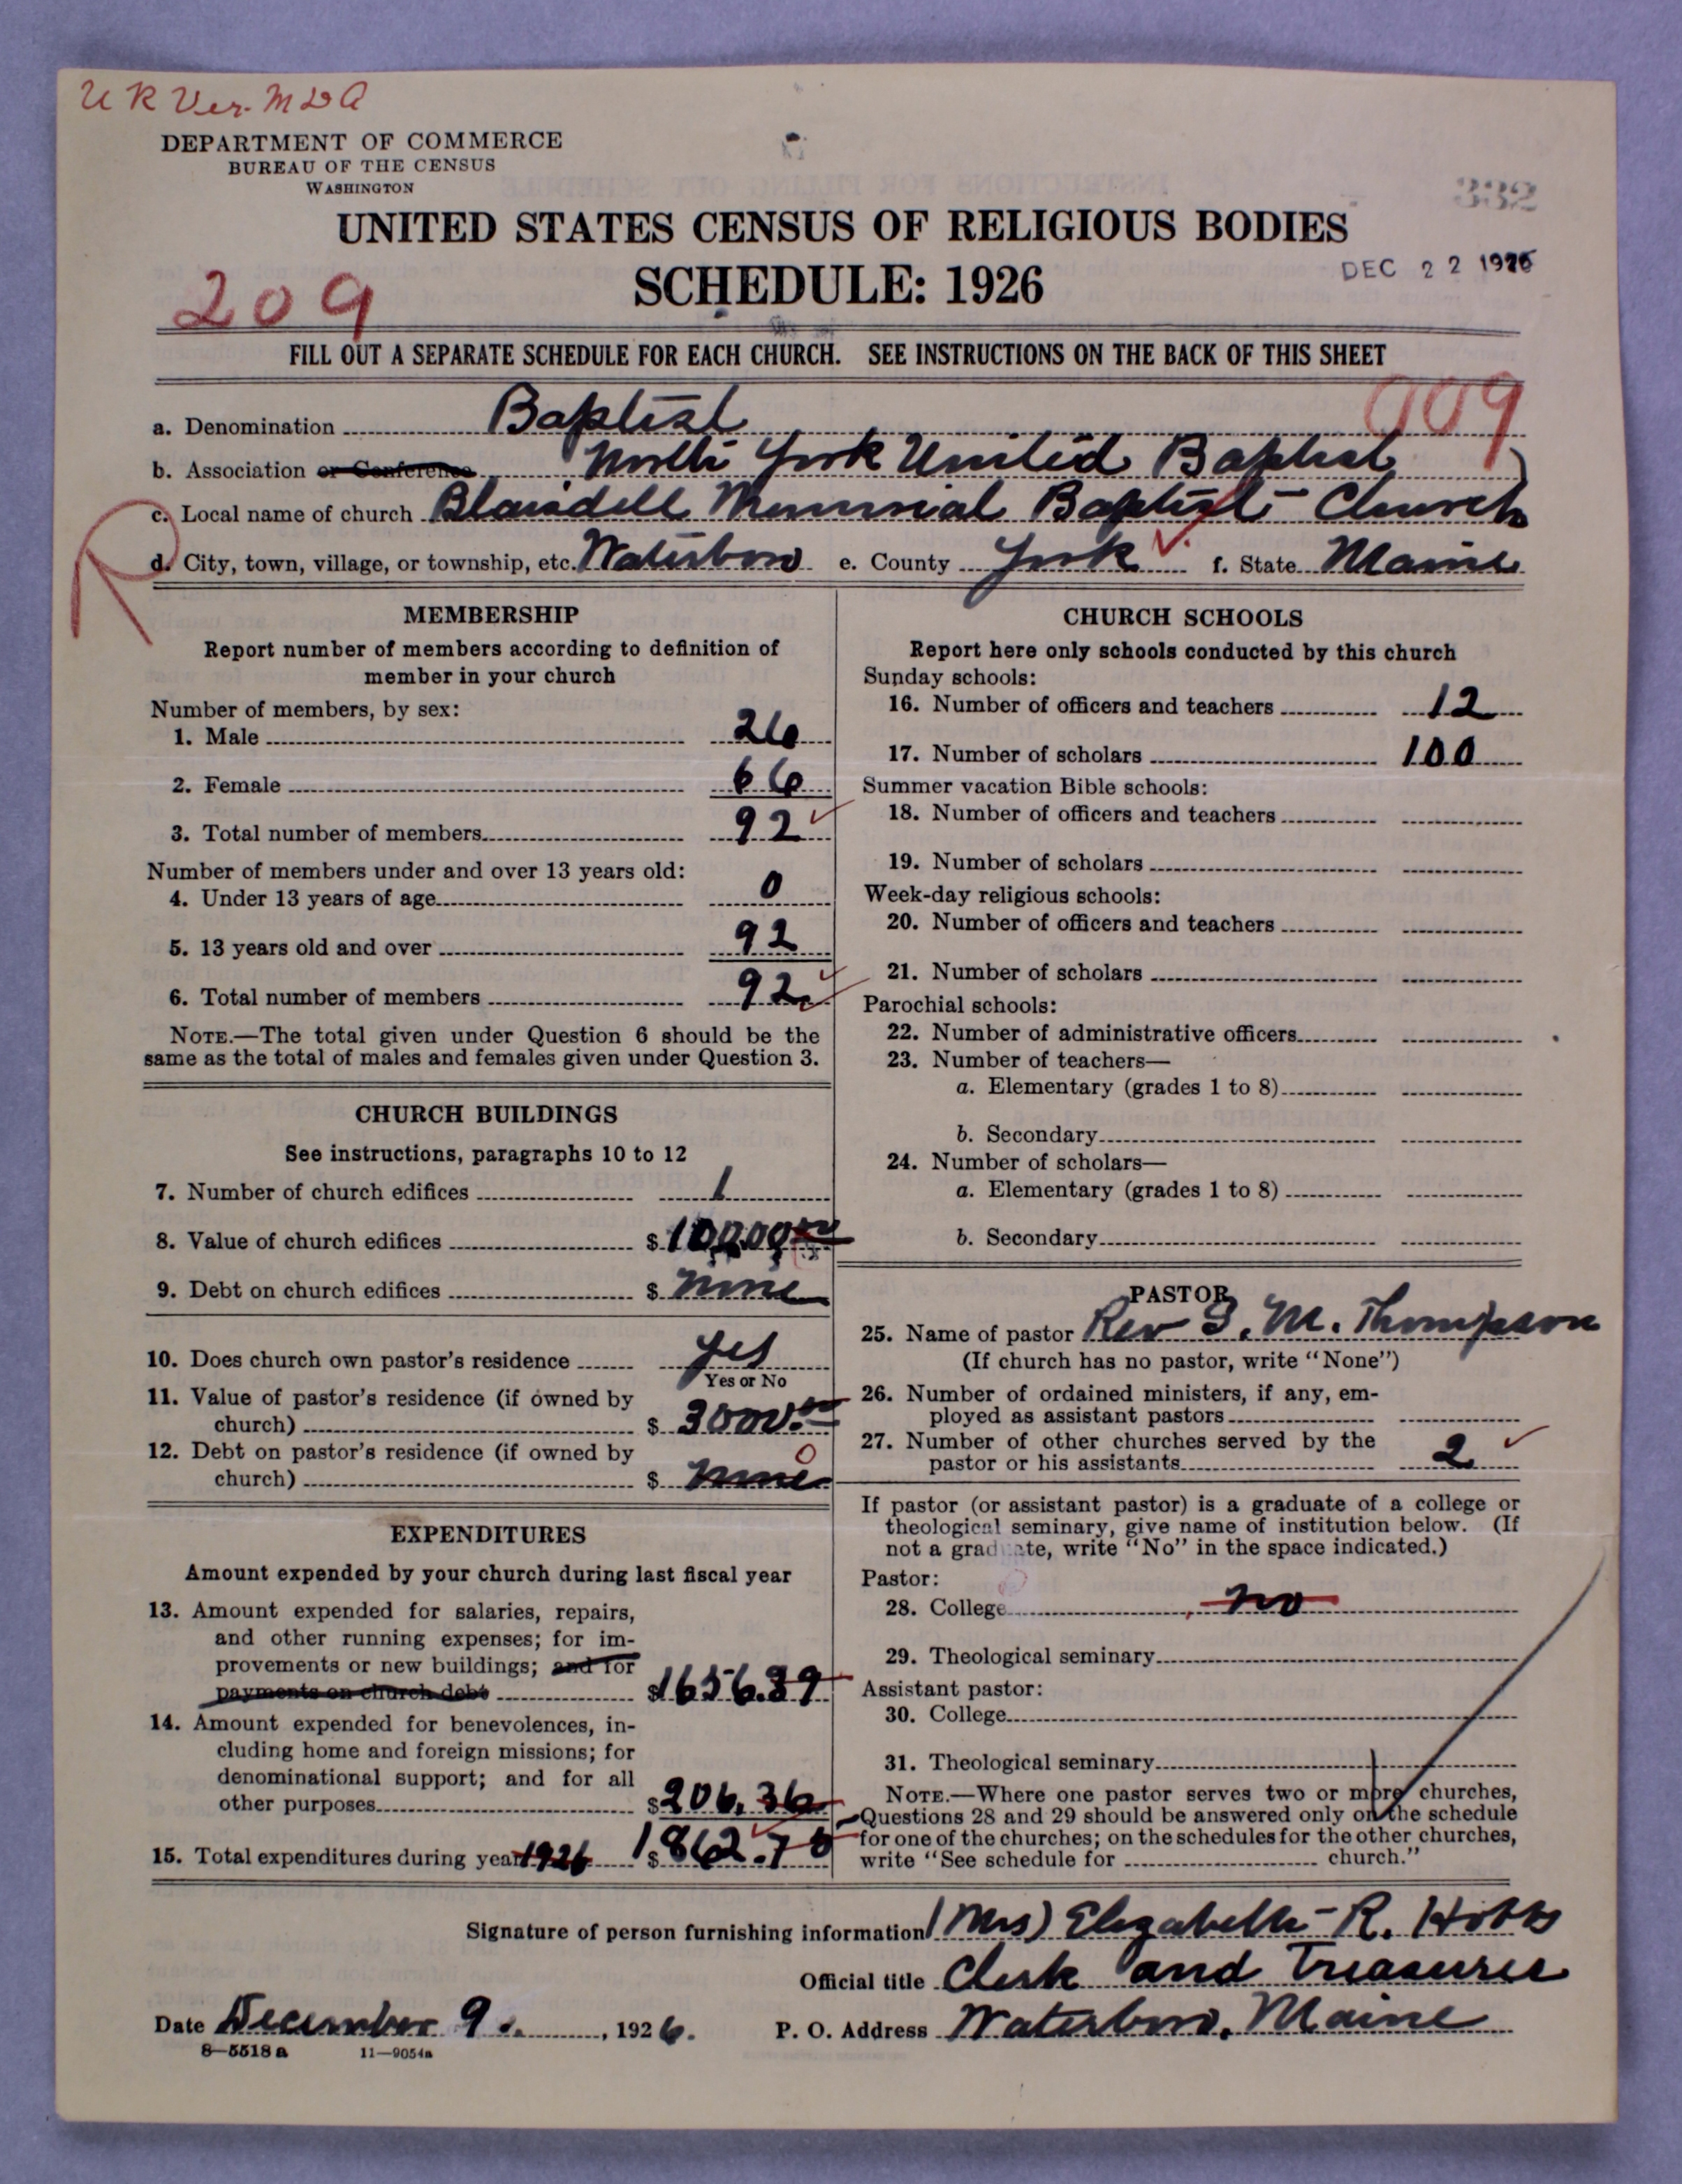 U R Ver. M D A
DEPARTMENT OF COMMERCE
BUREAU OF THE CENSUS
WASHINGTON
UNITED STATES CENSUS OF RELIGIOUS BODIES
SCHEDULE: 1926
DEC 22 1926
209
FILL OUT A SEPARATE SCHEDULE FOR EACH CHURCH. SEE INSTRUCTIONS ON THE BACK OF THIS SHEET
009
a. Denomination Baptist
b. Association or Conference North York United Baptist
c. Local name of church Blaisdell Memorial Baptist Church
R
d. City, town, village, or township, etc. Waterboro e. County York f. State Maine
MEMBERSHIP
Report number of members according to definition of
member in your church
Number of members, by sex:
1. Male 26
2. Female 66
3. Total number of members 92
Number of members under and over 13 years old:
4. Under 13 years of age 0
5. 13 years old and over 92
6. Total number of members 92
NOTE.—The total given under Question 6 should be the
same as the total of males and females given under Question 3.
CHURCH BUILDINGS
See instructions, paragraphs 10 to 12
7. Number of church edifices 1
8. Value of church edifices $10000.00
9. Debt on church edifices $ none
10. Does church own pastor's residence yes
Yes or No
11. Value of pastor's residence (if owned by
church) $ 3000.00
12. Debt on pastor's residence (if owned by
church) $ none 0
EXPENDITURES
Amount expended by your church during last fiscal year
13. Amount expended for salaries, repairs,
and other running expenses; for im-
provements or new buildings; and for
payments on church debt $1656.39
14. Amount expended for benevolences, in-
cluding home and foreign missions; for
denominational support; and for all
other purposes $206.36
15. Total expenditures during year 1926 $1862.75
CHURCH SCHOOLS
Report here only schools conducted by this church
Sunday schools:
16. Number of officers and teachers 12
17. Number of scholars 100
Summer vacation Bible schools:
18. Number of officers and teachers
19. Number of scholars
Week-day religious schools:
20. Number of officers and teachers
21. Number of scholars
Parochial schools:
22. Number of administrative officers
23. Number of teachers—
a. Elementary (grades 1 to 8)
b. Secondary
24. Number of scholars—
a. Elementary (grades 1 to 8)
b. Secondary
PASTOR
25. Name of pastor Rev G. M. Thompson
(If church has no pastor, write "None")
26. Number of ordained ministers, if any, em-
ployed as assistant pastors
27. Number of other churches served by the
pastor or his assistants 2
If pastor (or assistant pastor) is a graduate of a college or
theological seminary, give name of institution below. (If
not a graduate, write "No" in the space indicated.)
Pastor:
28. College no
29. Theological seminary
Assistant pastor:
30. College
31. Theological seminary
NOTE.—Where one pastor serves two or more churches,
Questions 28 and 29 should be answered only on the schedule
for one of the churches; on the schedules for the other churches,
write "See schedule for church."
Signature of person furnishing information (Mrs) Elizabeth R. Hobbs
Official title Clerk and Treasurer
Date December 9., 1926. P. O. Address Waterboro, Maine
8—5518 a 11—9054a